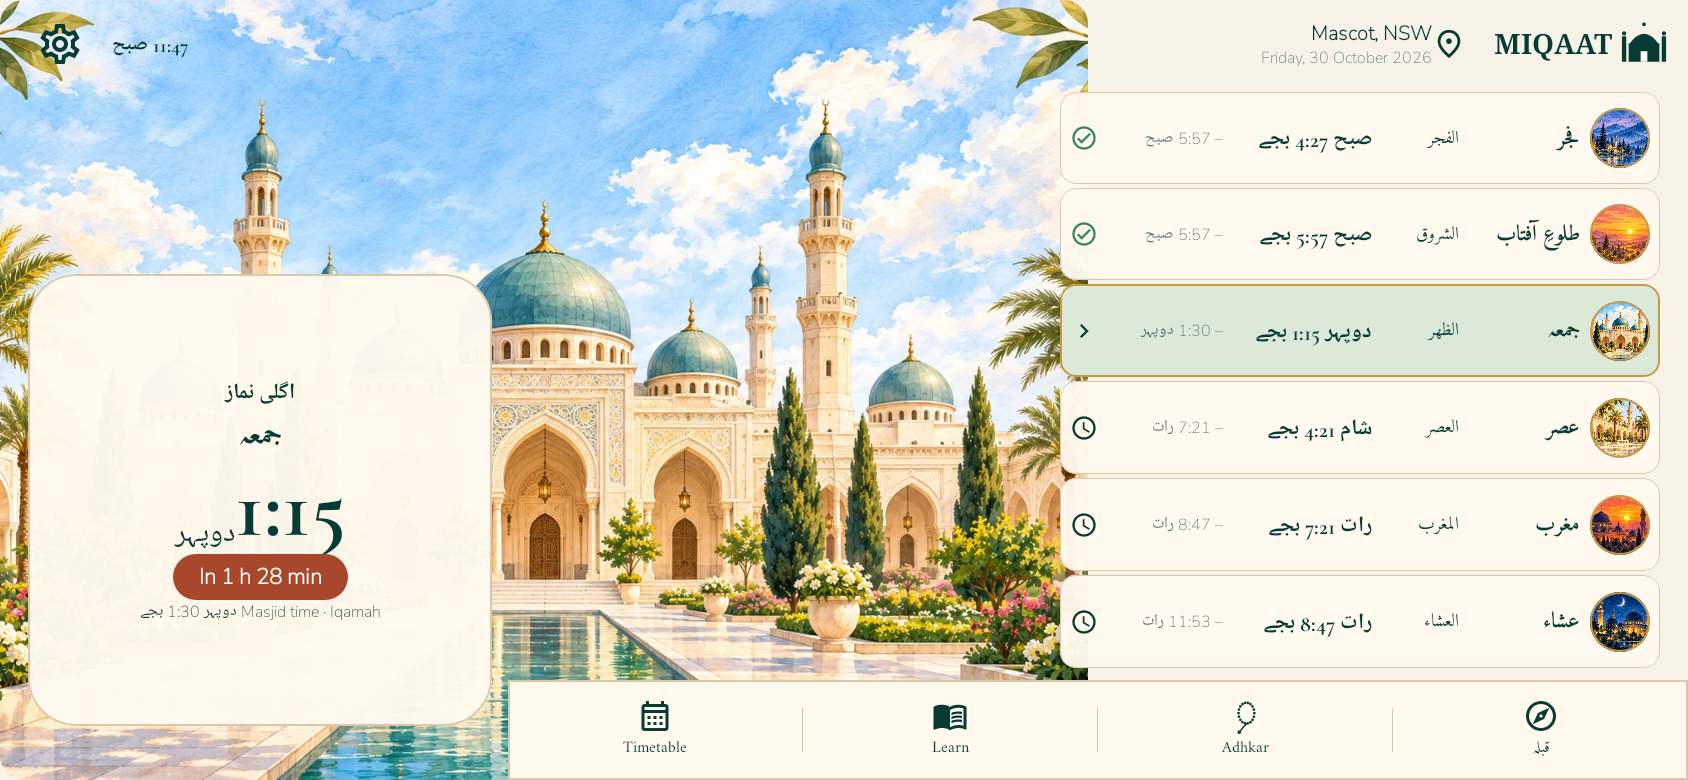 MIQAAT
Mascot, NSW
Friday, 30 October 2026
11:47 صبح
فجر
الفجر
صبح 4:27 بجے
– 5:57 صبح
طلوعِ آفتاب
الشروق
صبح 5:57 بجے
– 5:57 صبح
جمعہ
الظهر
دوپہر 1:15 بجے
– 1:30 دوپہر
عصر
العصر
شام 4:21 بجے
– 7:21 رات
مغرب
المغرب
رات 7:21 بجے
– 8:47 رات
عشاء
العشاء
رات 8:47 بجے
– 11:53 رات
اگلی نماز
جمعہ
1:15 دوپہر
In 1 h 28 min
Masjid time · Iqamah دوپہر 1:30 بجے
Timetable
Learn
Adhkar
قبلہ